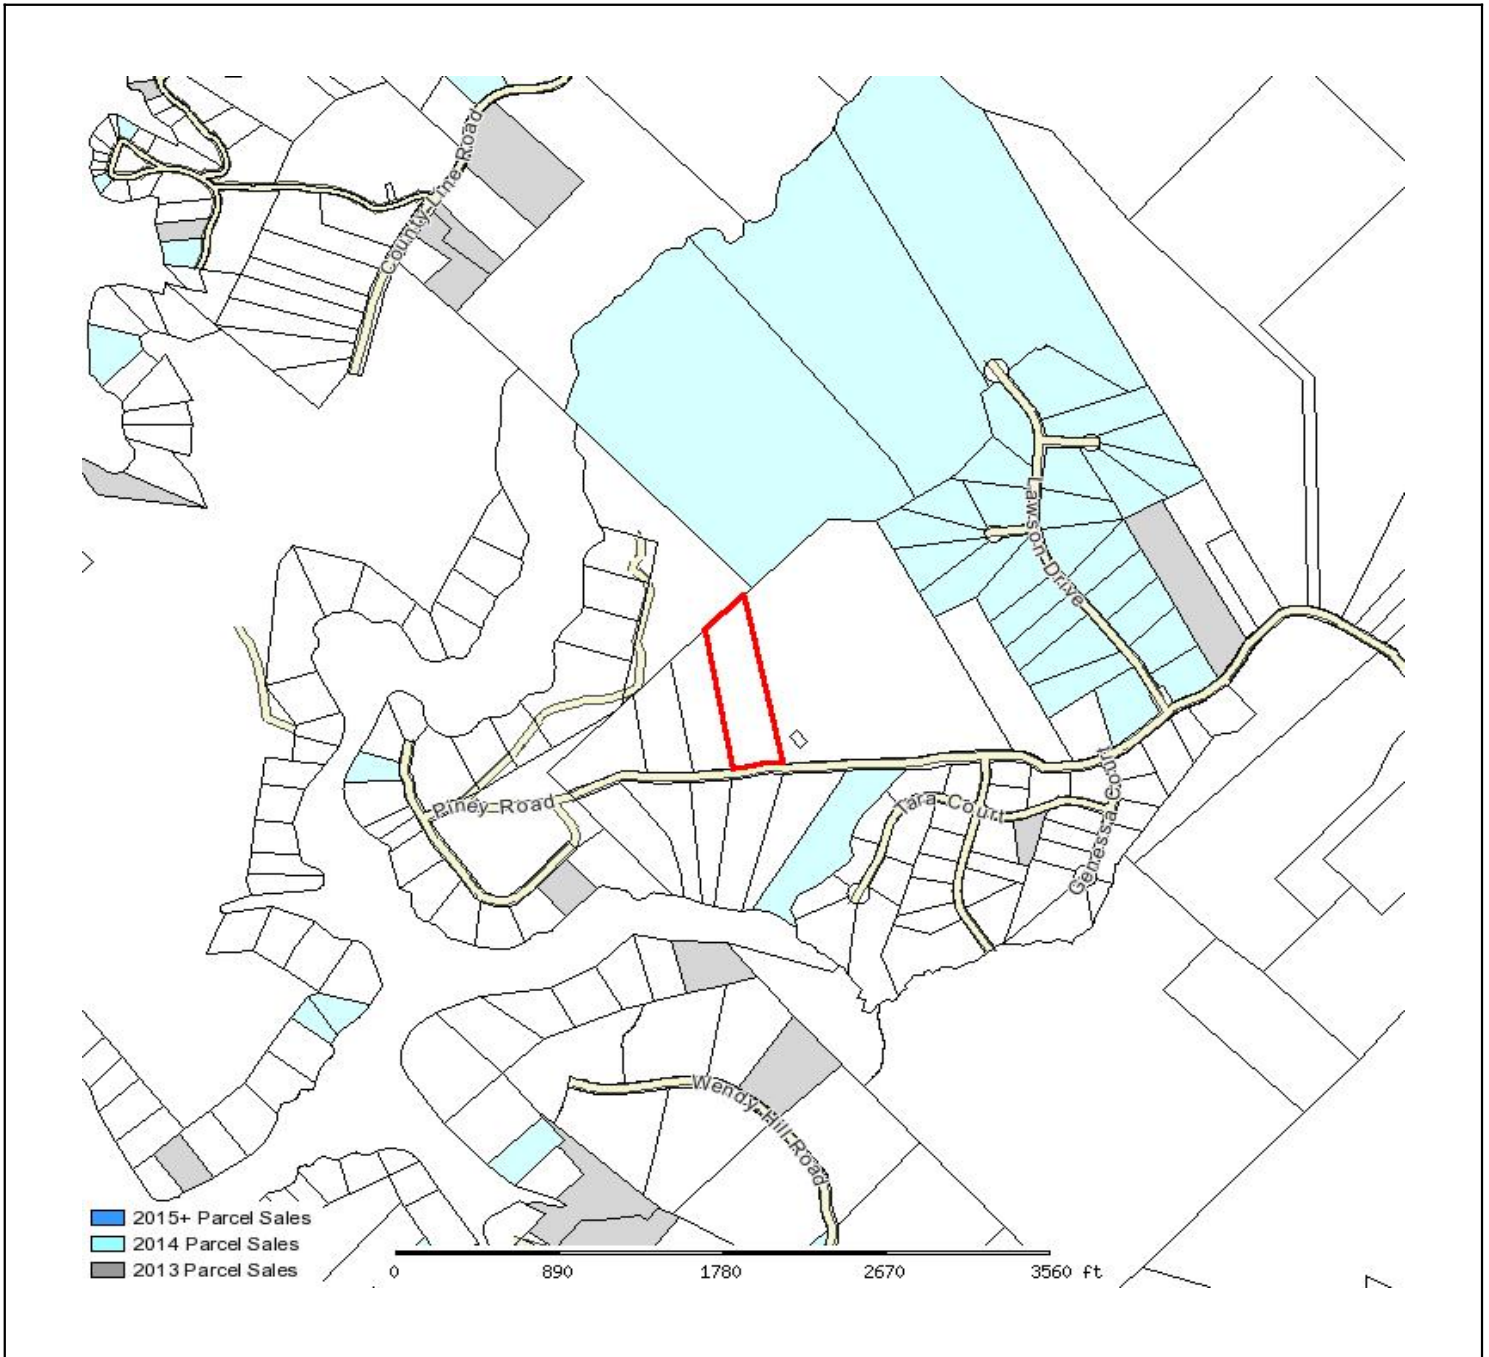 County Line Road
Lawson Drive
Piney Road
Tara Court
Genessa Court
Wendy Hill Road
2015+ Parcel Sales
2014 Parcel Sales
2013 Parcel Sales
0 890 1780 2670 3560 ft